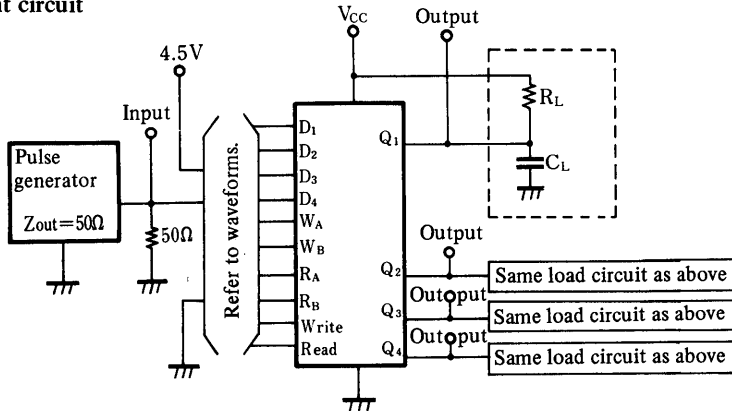 t circuit
VCC
Output
4.5V
Input
Pulse
generator
Zout=50Ω
50Ω
Refer to waveforms.
D1
D2
D3
D4
WA
WB
RA
RB
Write
Read
Q1
Q2
Q3
Q4
RL
CL
Output
Same load circuit as above
Output
Same load circuit as above
Output
Same load circuit as above